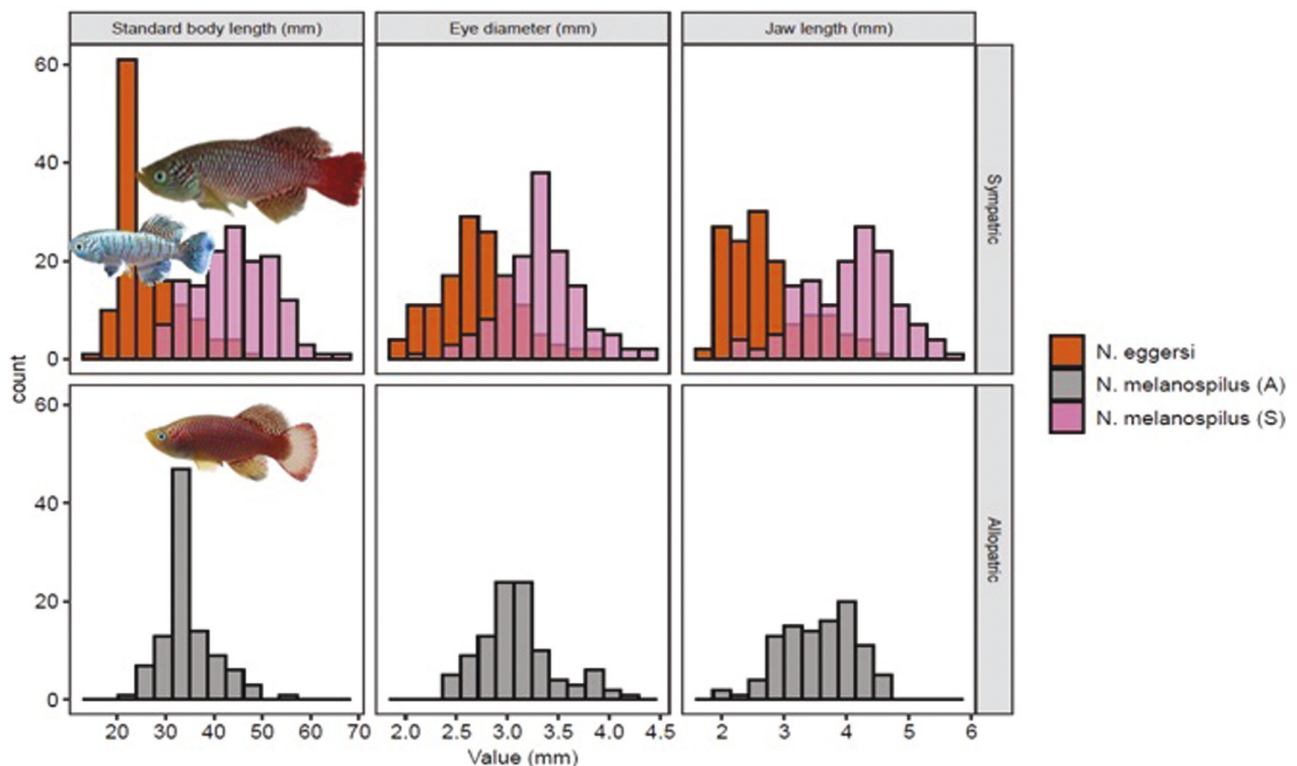 Standard body length (mm)
Eye diameter (mm)
Jaw length (mm)
60
40
20
0
Sympatric
60
40
20
0
Allopatric
count
20 30 40 50 60 70
2.0 2.5 3.0 3.5 4.0 4.5
2 3 4 5 6
Value (mm)
N. eggersi
N. melanospilus (A)
N. melanospilus (S)